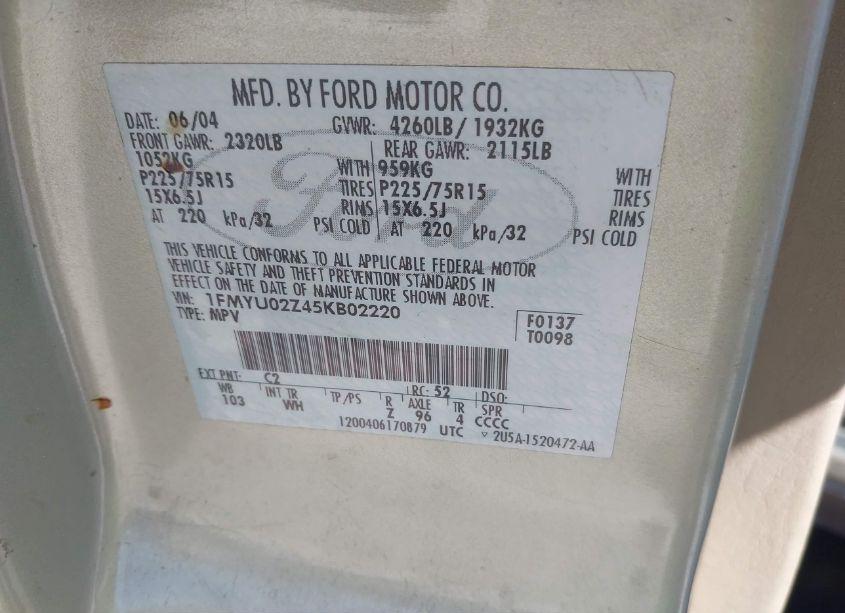 MFD. BY FORD MOTOR CO.
DATE: 06/04 GVWR: 4260LB/ 1932KG
FRONT GAWR: 2320LB REAR GAWR: 2115LB
1052KG WITH 959KG WITH
P225/75R15 TIRES P225/75R15 TIRES
15X6.5J RIMS 15X6.5J RIMS
AT 220 kPa/32 PSI COLD AT 220 kPa/32 PSI COLD
THIS VEHICLE CONFORMS TO ALL APPLICABLE FEDERAL MOTOR
VEHICLE SAFETY AND THEFT PREVENTION STANDARDS IN
EFFECT ON THE DATE OF MANUFACTURE SHOWN ABOVE.
VIN: 1FMYU02Z45KB02220
TYPE: MPV
F0137
T0098
EXT PNT: C2 RC: 52 DSO:
WB INT TR TP/PS R AXLE TR SPR
103 WH Z 96 4 CCCC
1200406170879 UTC ▽ 2U5A-1520472-AA
Ford